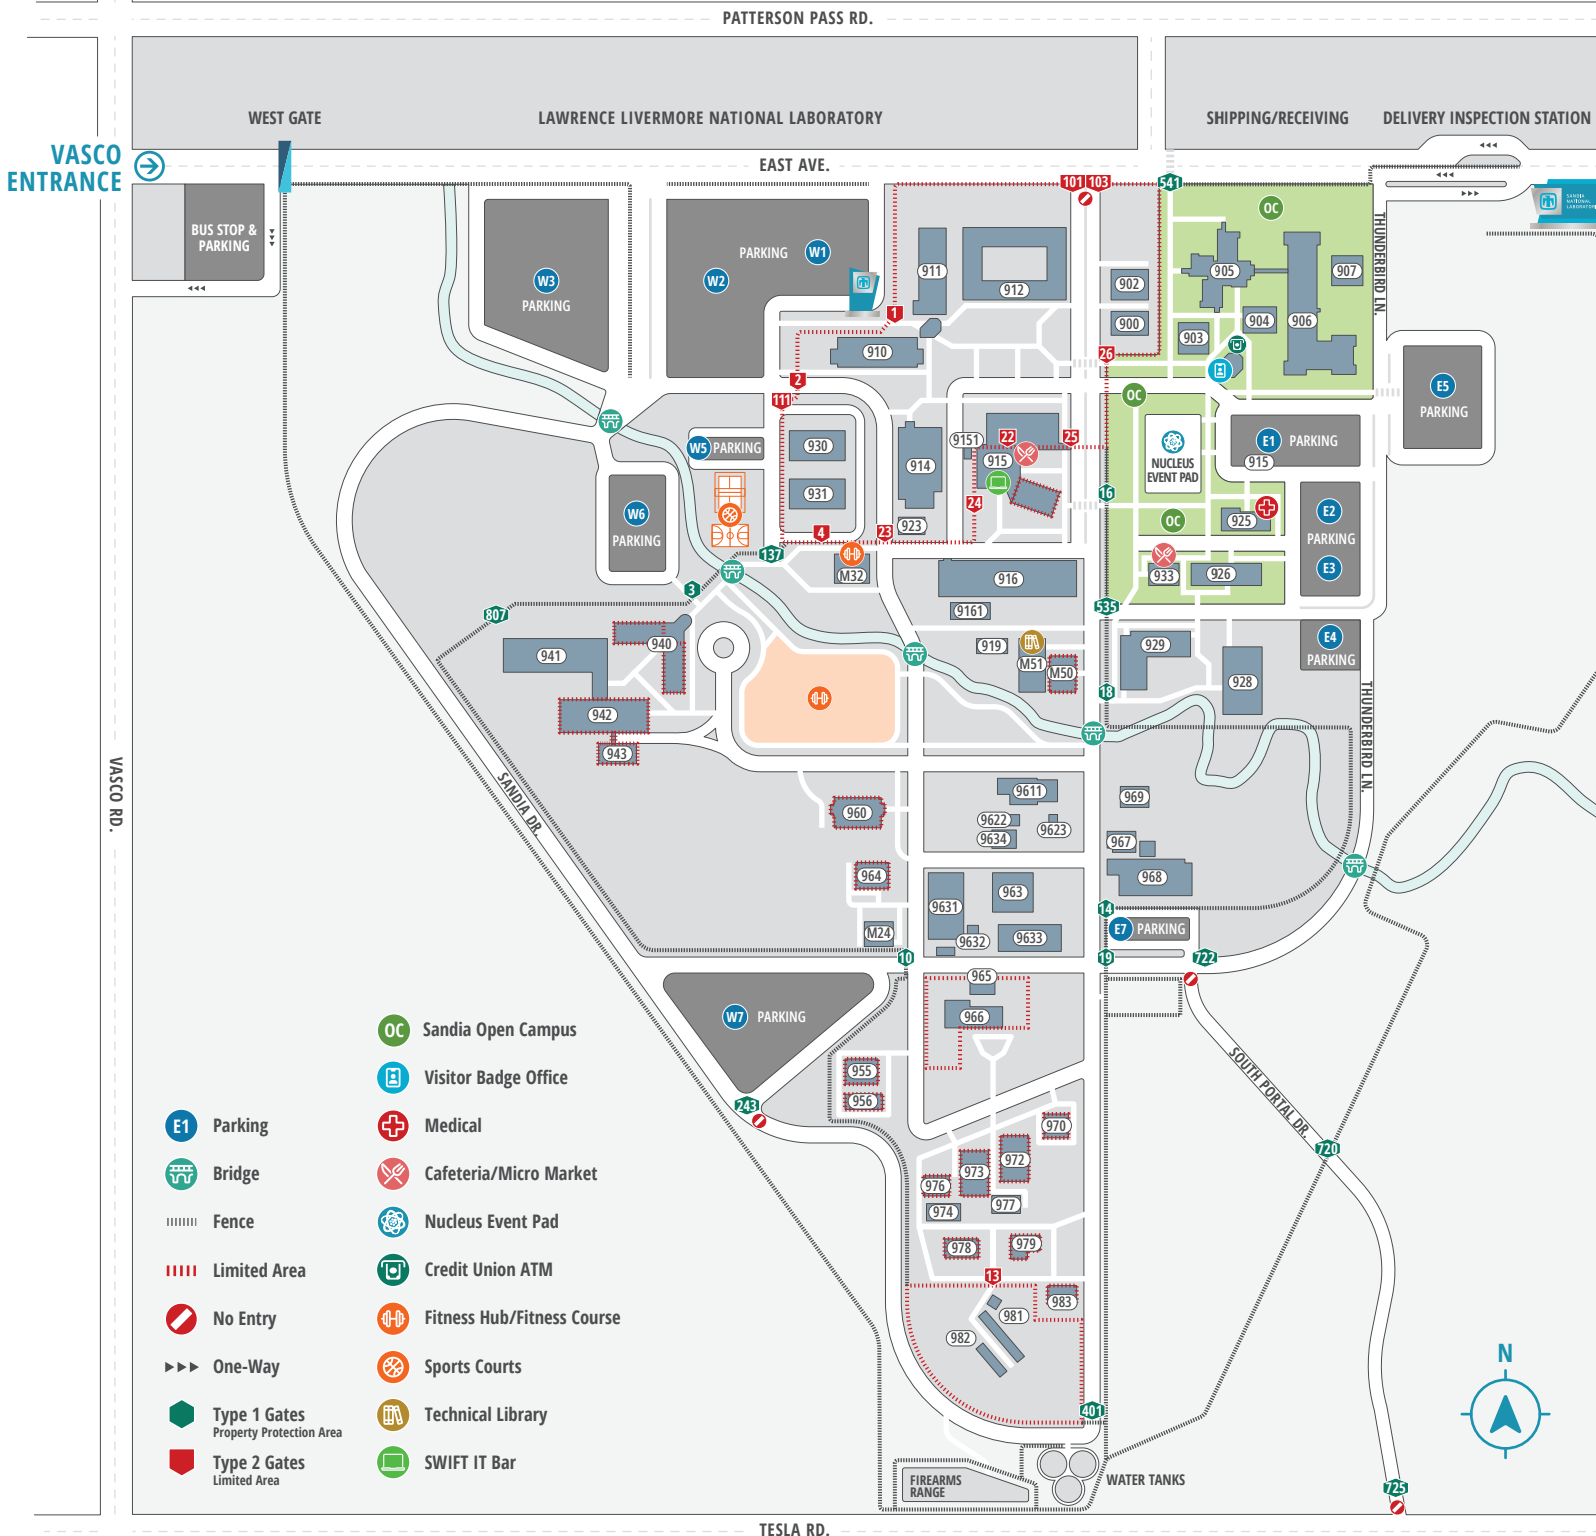 PATTERSON PASS RD.
WEST GATE
LAWRENCE LIVERMORE NATIONAL LABORATORY
SHIPPING/RECEIVING
DELIVERY INSPECTION STATION
VASCO
ENTRANCE
EAST AVE.
101
103
541
OC
SANDIA
NATIONAL
LABORATORIES
BUS STOP &
PARKING
W3
PARKING
W2
PARKING
W1
911
912
902
900
905
907
906
904
903
THUNDERBIRD LN.
1
910
26
2
111
OC
E5
PARKING
W5
PARKING
930
931
914
9151
22
25
915
24
923
NUCLEUS
EVENT PAD
E1
PARKING
915
16
OC
925
E2
PARKING
E3
W6
PARKING
137
4
23
M32
916
933
926
9161
535
3
807
941
940
942
943
919
M51
M50
18
929
928
E4
PARKING
THUNDERBIRD LN.
VASCO RD.
SANDIA DR.
960
964
M24
9611
9622
9623
9634
969
967
968
9631
963
9632
9633
14
E7
PARKING
10
19
722
965
966
W7
PARKING
955
956
243
970
972
973
976
974
977
978
979
13
981
983
982
401
SOUTH PORTAL DR.
720
725
OC
Sandia Open Campus
Visitor Badge Office
E1
Parking
Medical
Bridge
Cafeteria/Micro Market
Fence
Nucleus Event Pad
Limited Area
Credit Union ATM
No Entry
Fitness Hub/Fitness Course
One-Way
Sports Courts
Type 1 Gates
Property Protection Area
Technical Library
Type 2 Gates
Limited Area
SWIFT IT Bar
N
FIREARMS
RANGE
WATER TANKS
TESLA RD.